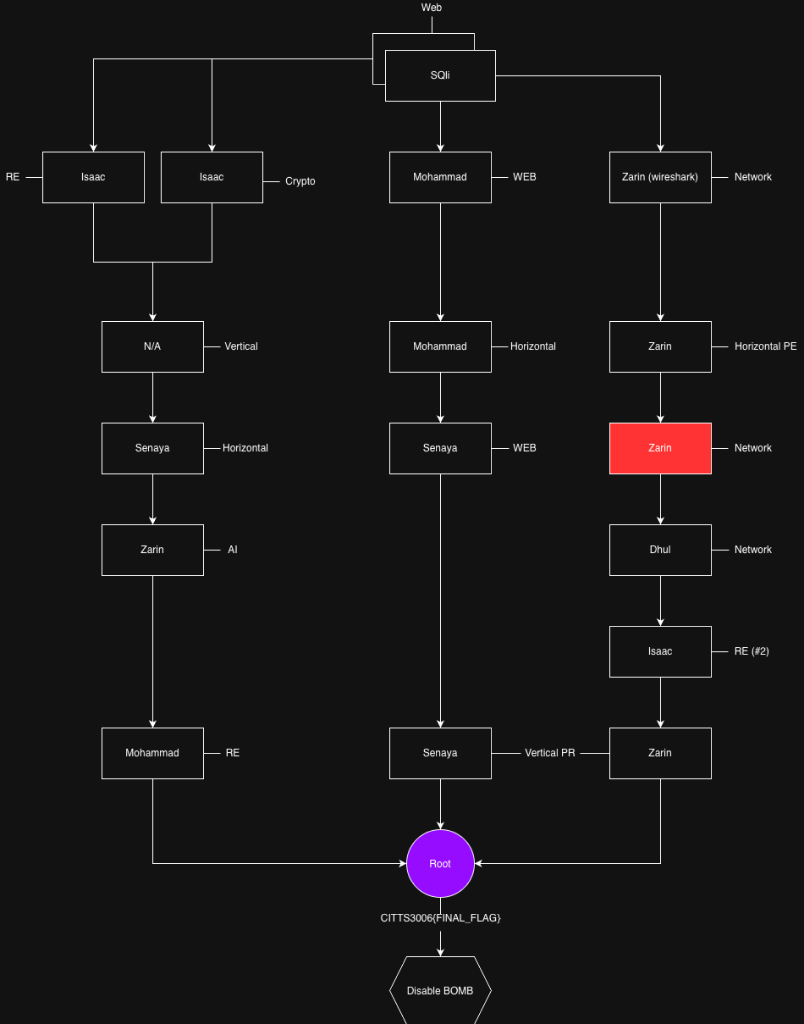 Web
SQli
RE
Isaac
Isaac
Crypto
Mohammad
WEB
Zarin (wireshark)
Network
N/A
Vertical
Mohammad
Horizontal
Zarin
Horizontal PE
Senaya
Horizontal
Senaya
WEB
Zarin
Network
Zarin
AI
Dhul
Network
Isaac
RE (#2)
Mohammad
RE
Senaya
Vertical PR
Zarin
Root
CITTS3006{FINAL_FLAG}
Disable BOMB